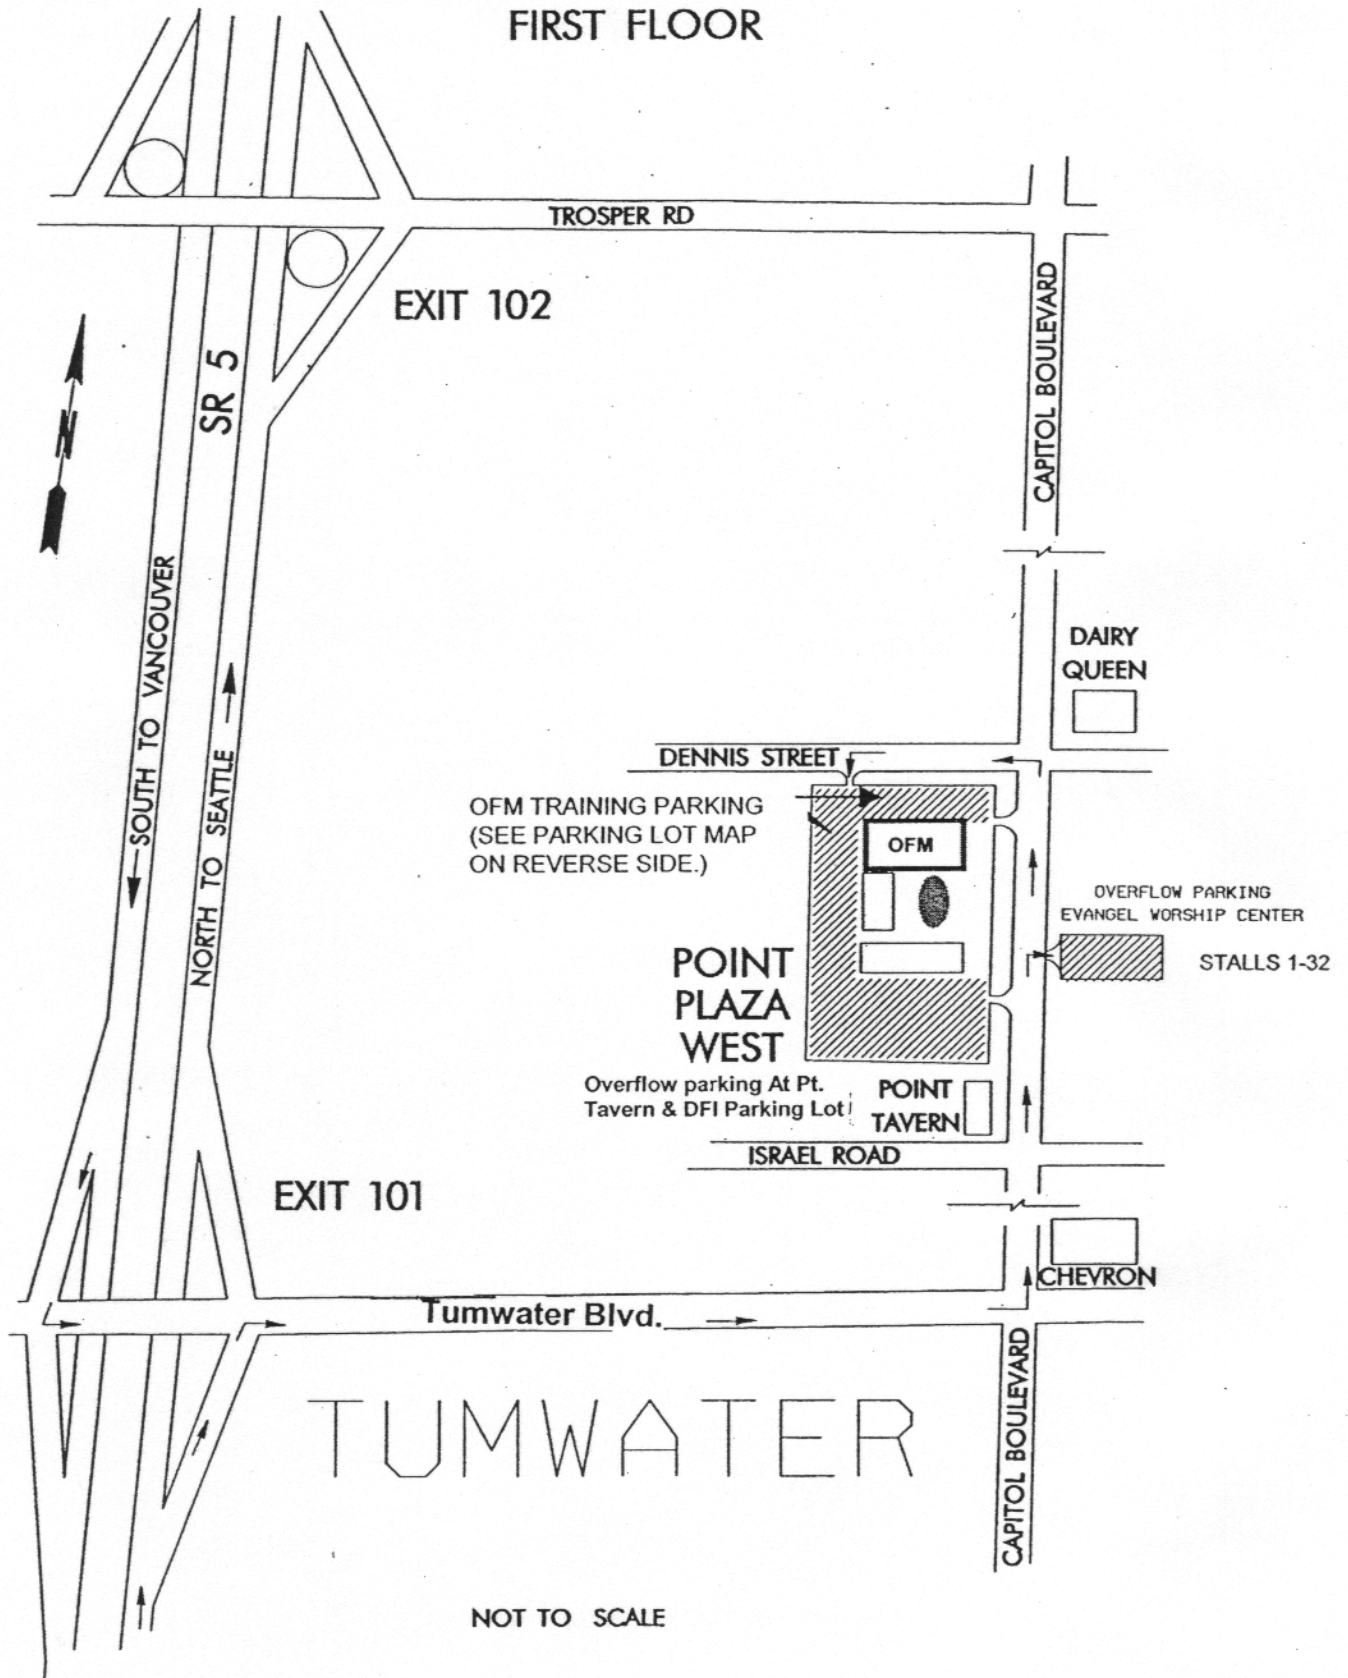 FIRST FLOOR
TROSPER RD
EXIT 102
CAPITOL BOULEVARD
SR 5
N
SOUTH TO VANCOUVER
NORTH TO SEATTLE
DAIRY
QUEEN
DENNIS STREET
OFM TRAINING PARKING
(SEE PARKING LOT MAP
ON REVERSE SIDE.)
OFM
OVERFLOW PARKING
EVANGEL WORSHIP CENTER
STALLS 1-32
POINT
PLAZA
WEST
Overflow parking At Pt.
Tavern & DFI Parking Lot
POINT
TAVERN
ISRAEL ROAD
EXIT 101
CHEVRON
Tumwater Blvd.
CAPITOL BOULEVARD
TUMWATER
NOT TO SCALE